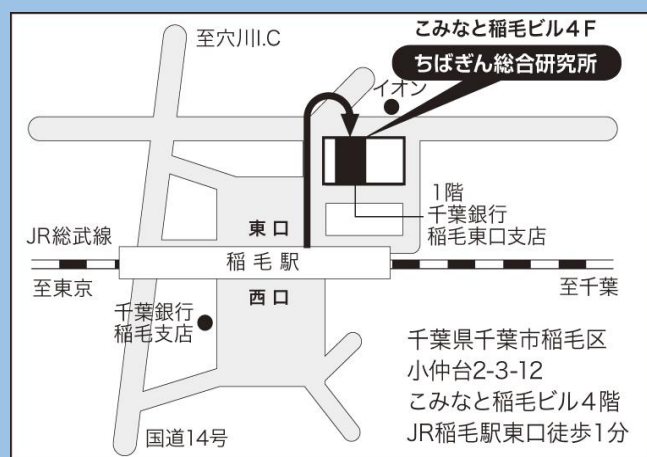 こみなと稲毛ビル４F
ちばぎん総合研究所
至穴川I.C
イオン
1階
千葉銀行
稲毛東口支店
東口
JR総武線
稲毛駅
至東京
至千葉
西口
千葉銀行
稲毛支店
国道14号
千葉県千葉市稲毛区
小仲台2-3-12
こみなと稲毛ビル４階
JR稲毛駅東口徒歩1分